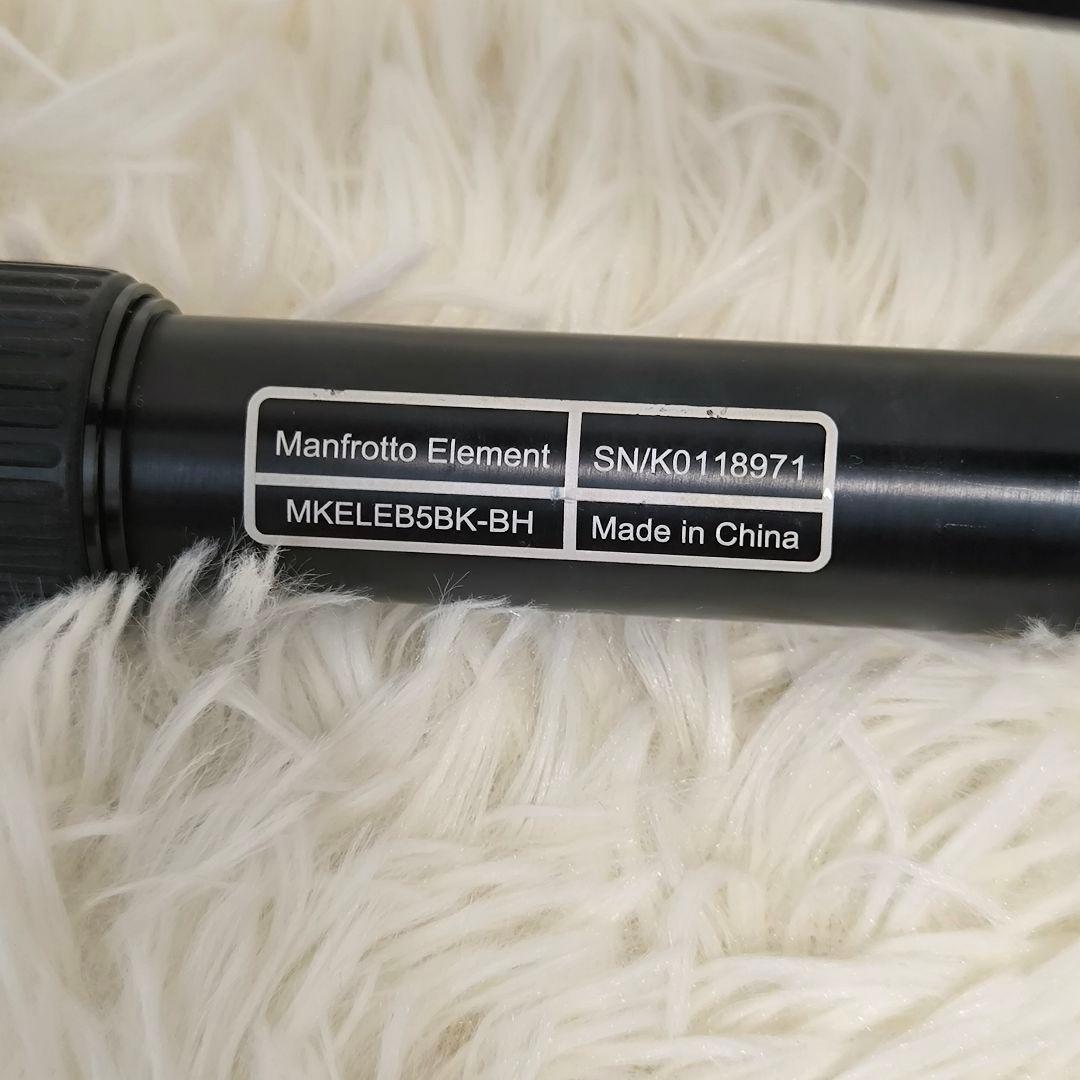 Manfrotto Element
SN/K0118971
MKELEB5BK-BH
Made in China